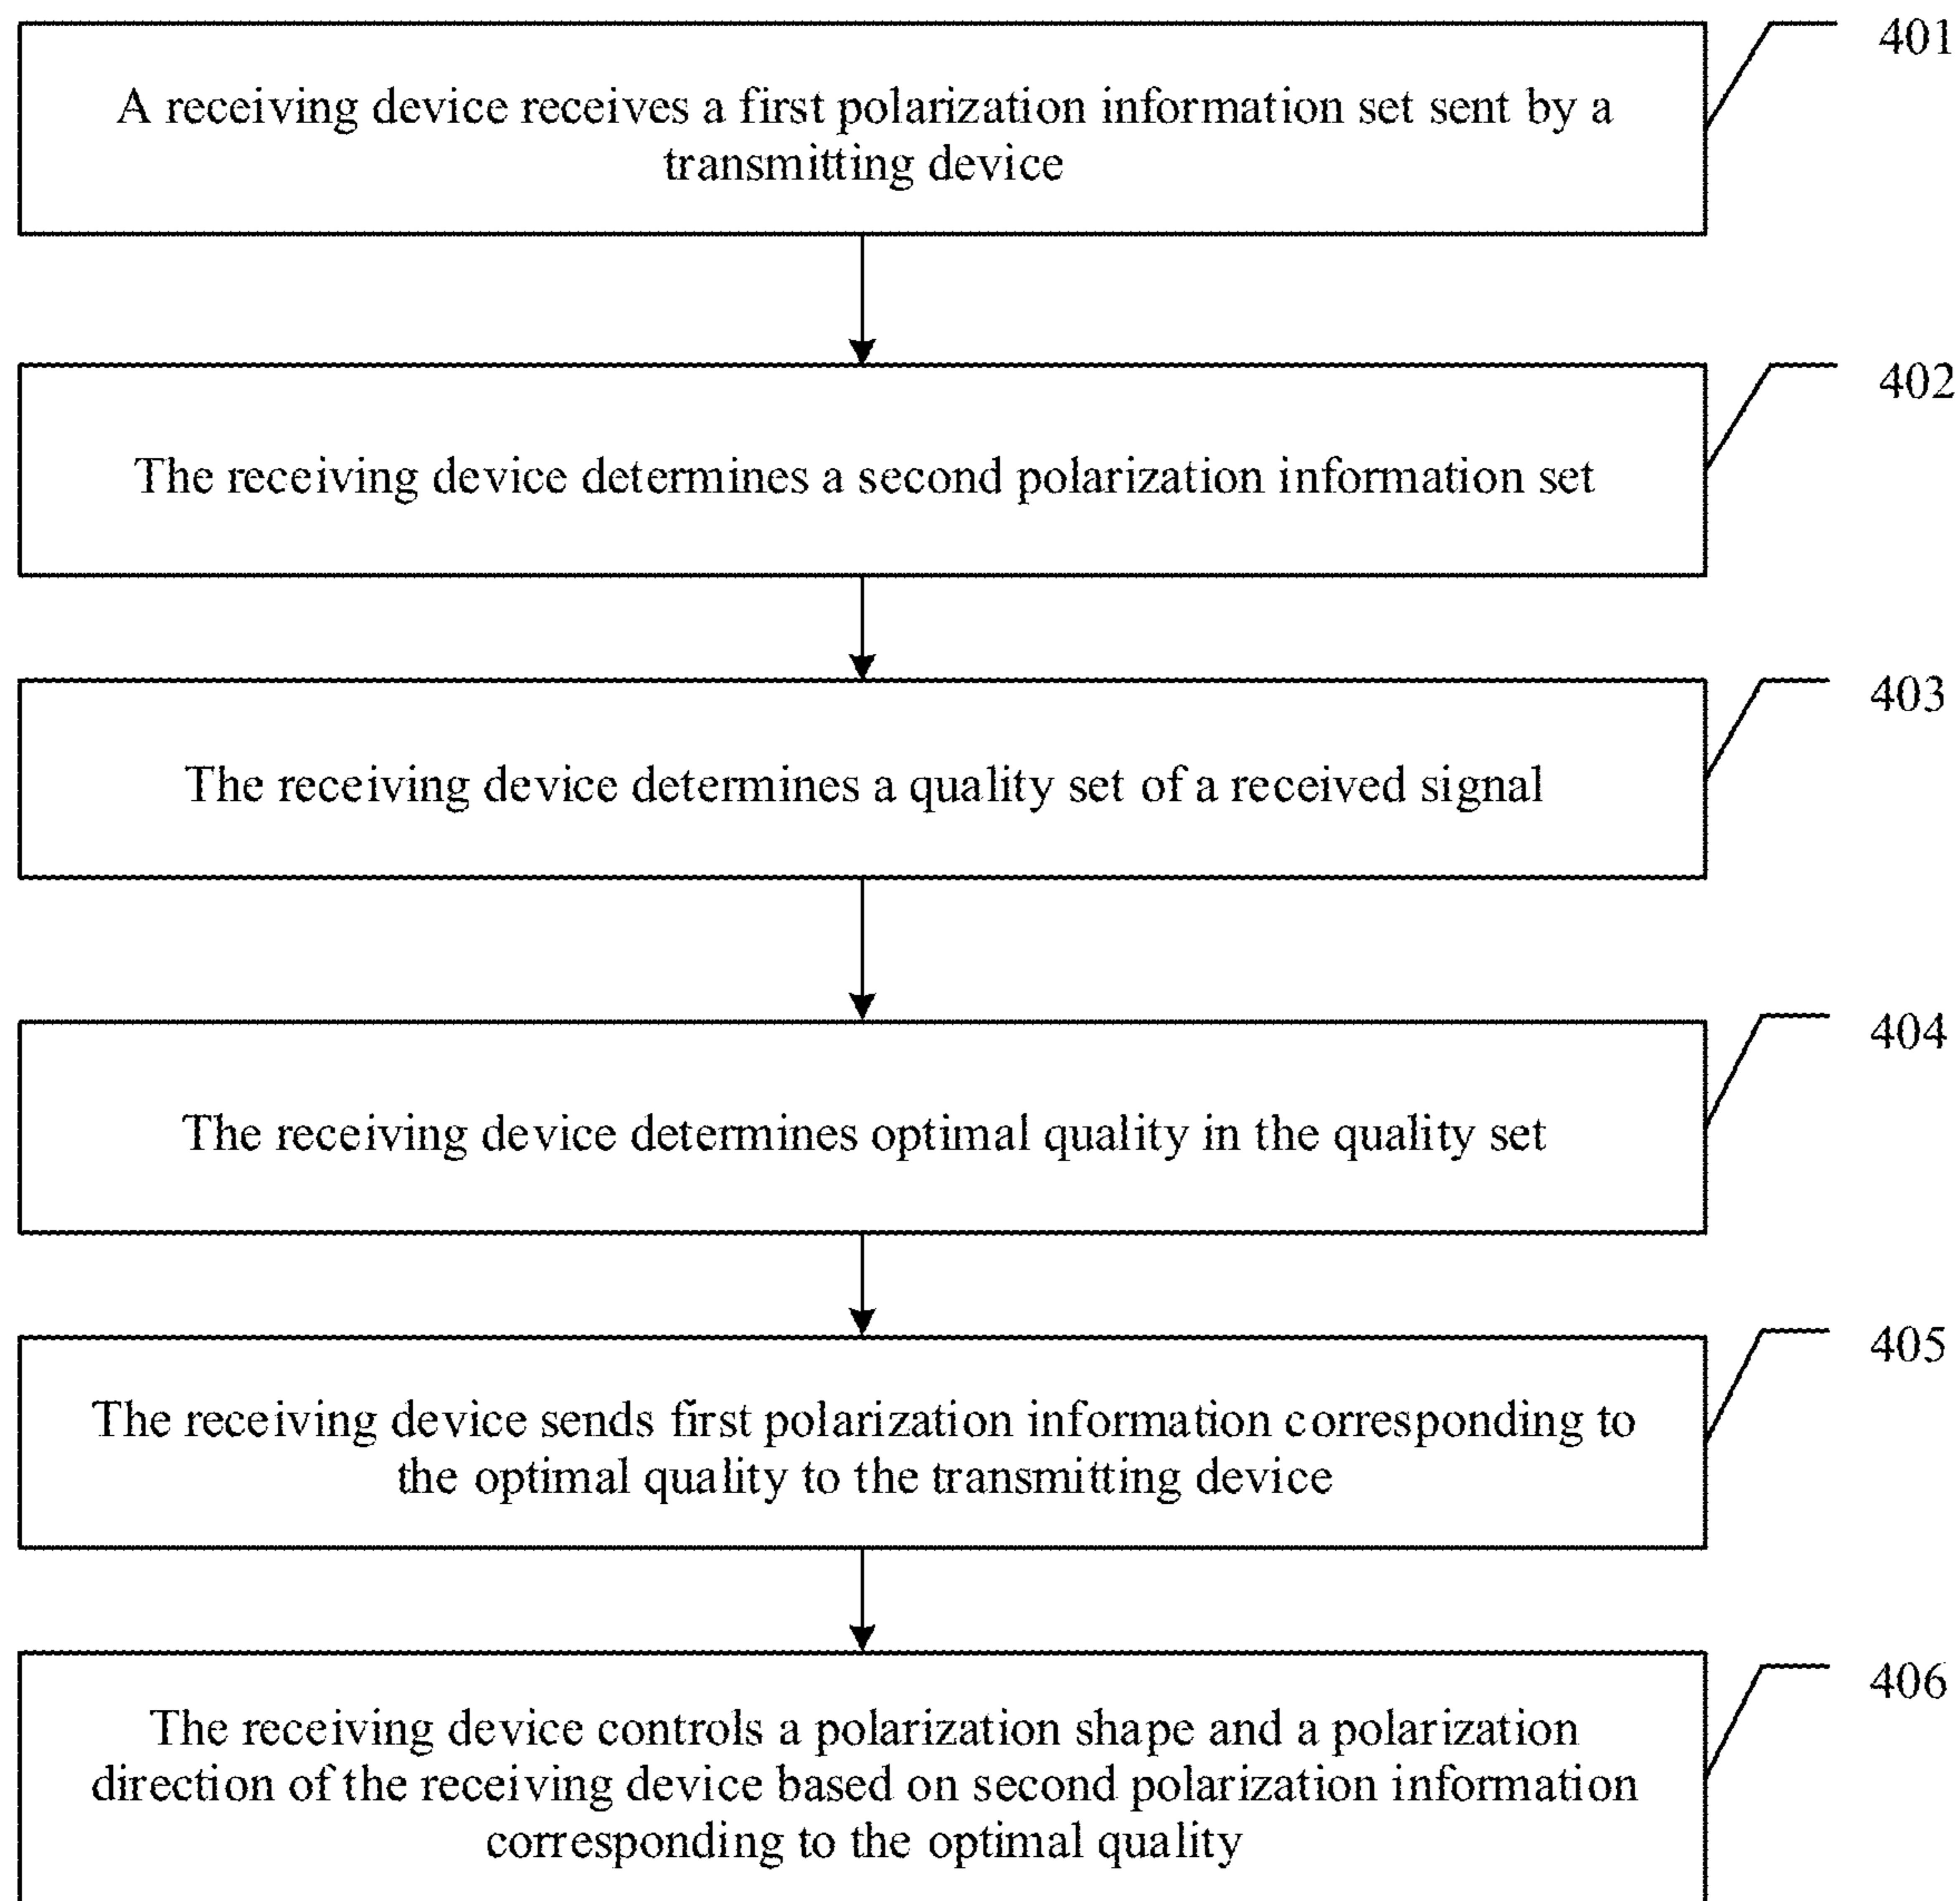 401
A receiving device receives a first polarization information set sent by a
transmitting device
402
The receiving device determines a second polarization information set
403
The receiving device determines a quality set of a received signal
404
The receiving device determines optimal quality in the quality set
405
The receiving device sends first polarization information corresponding to
the optimal quality to the transmitting device
406
The receiving device controls a polarization shape and a polarization
direction of the receiving device based on second polarization information
corresponding to the optimal quality